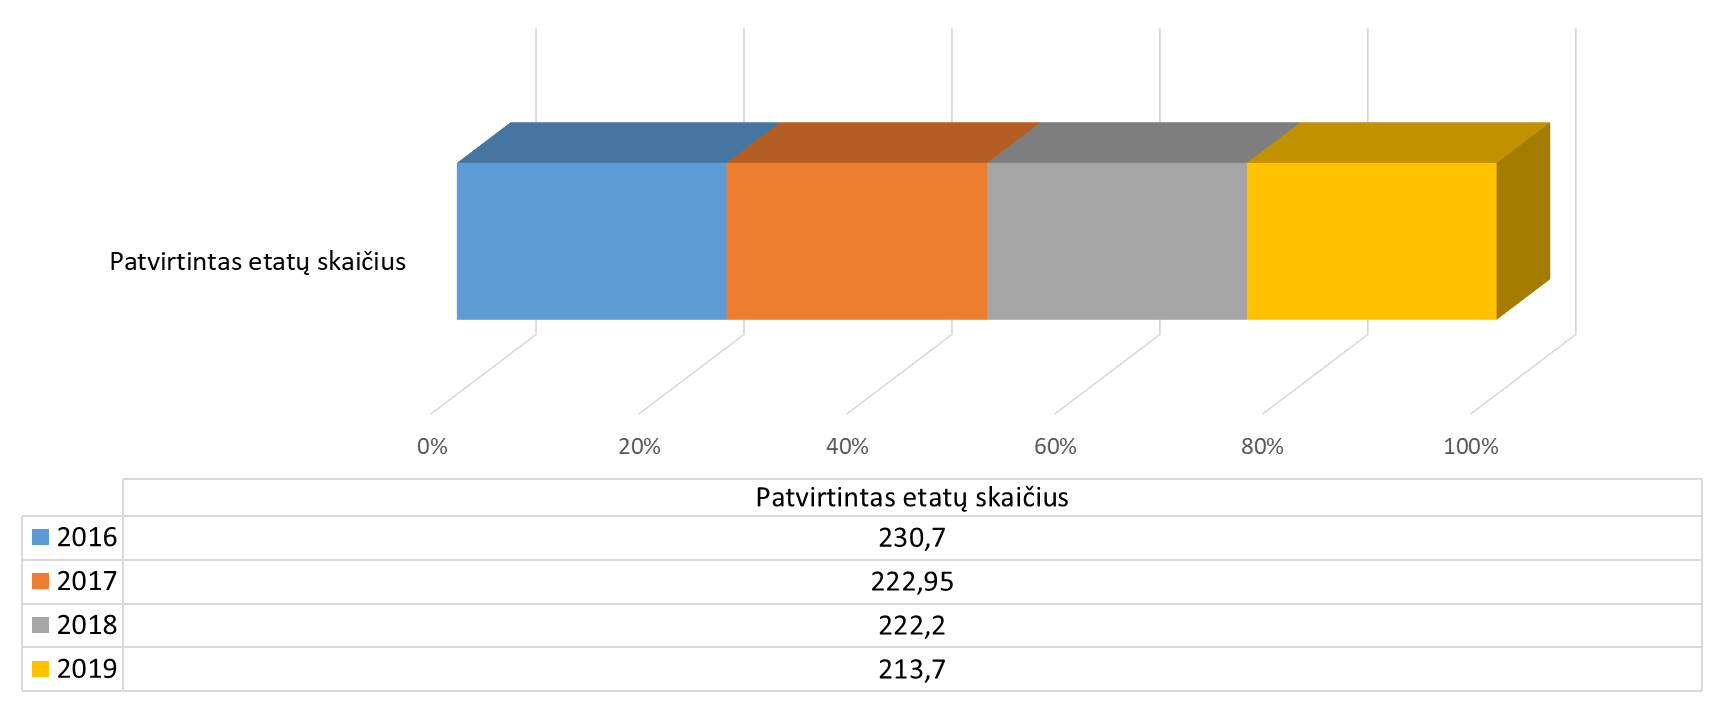 Patvirtintas etatų skaičius
0% 20% 40% 60% 80% 100%
Patvirtintas etatų skaičius
2016 230,7
2017 222,95
2018 222,2
2019 213,7